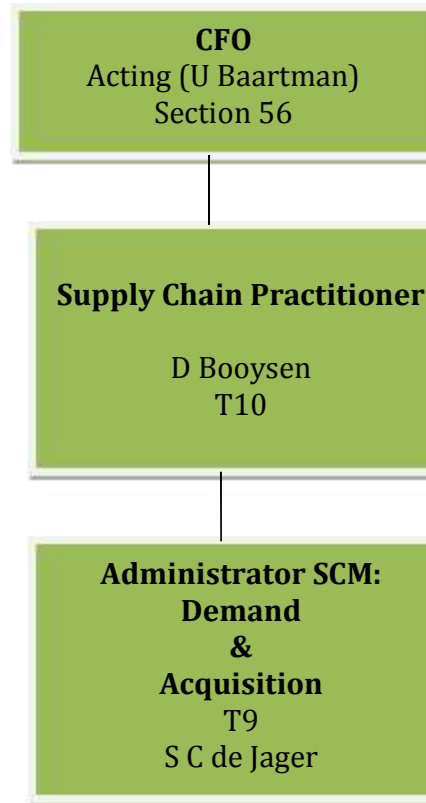 CFO
Acting (U Baartman)
Section 56
Supply Chain Practitioner
D Booysen
T10
Administrator SCM:
Demand
&
Acquisition
T9
S C de Jager